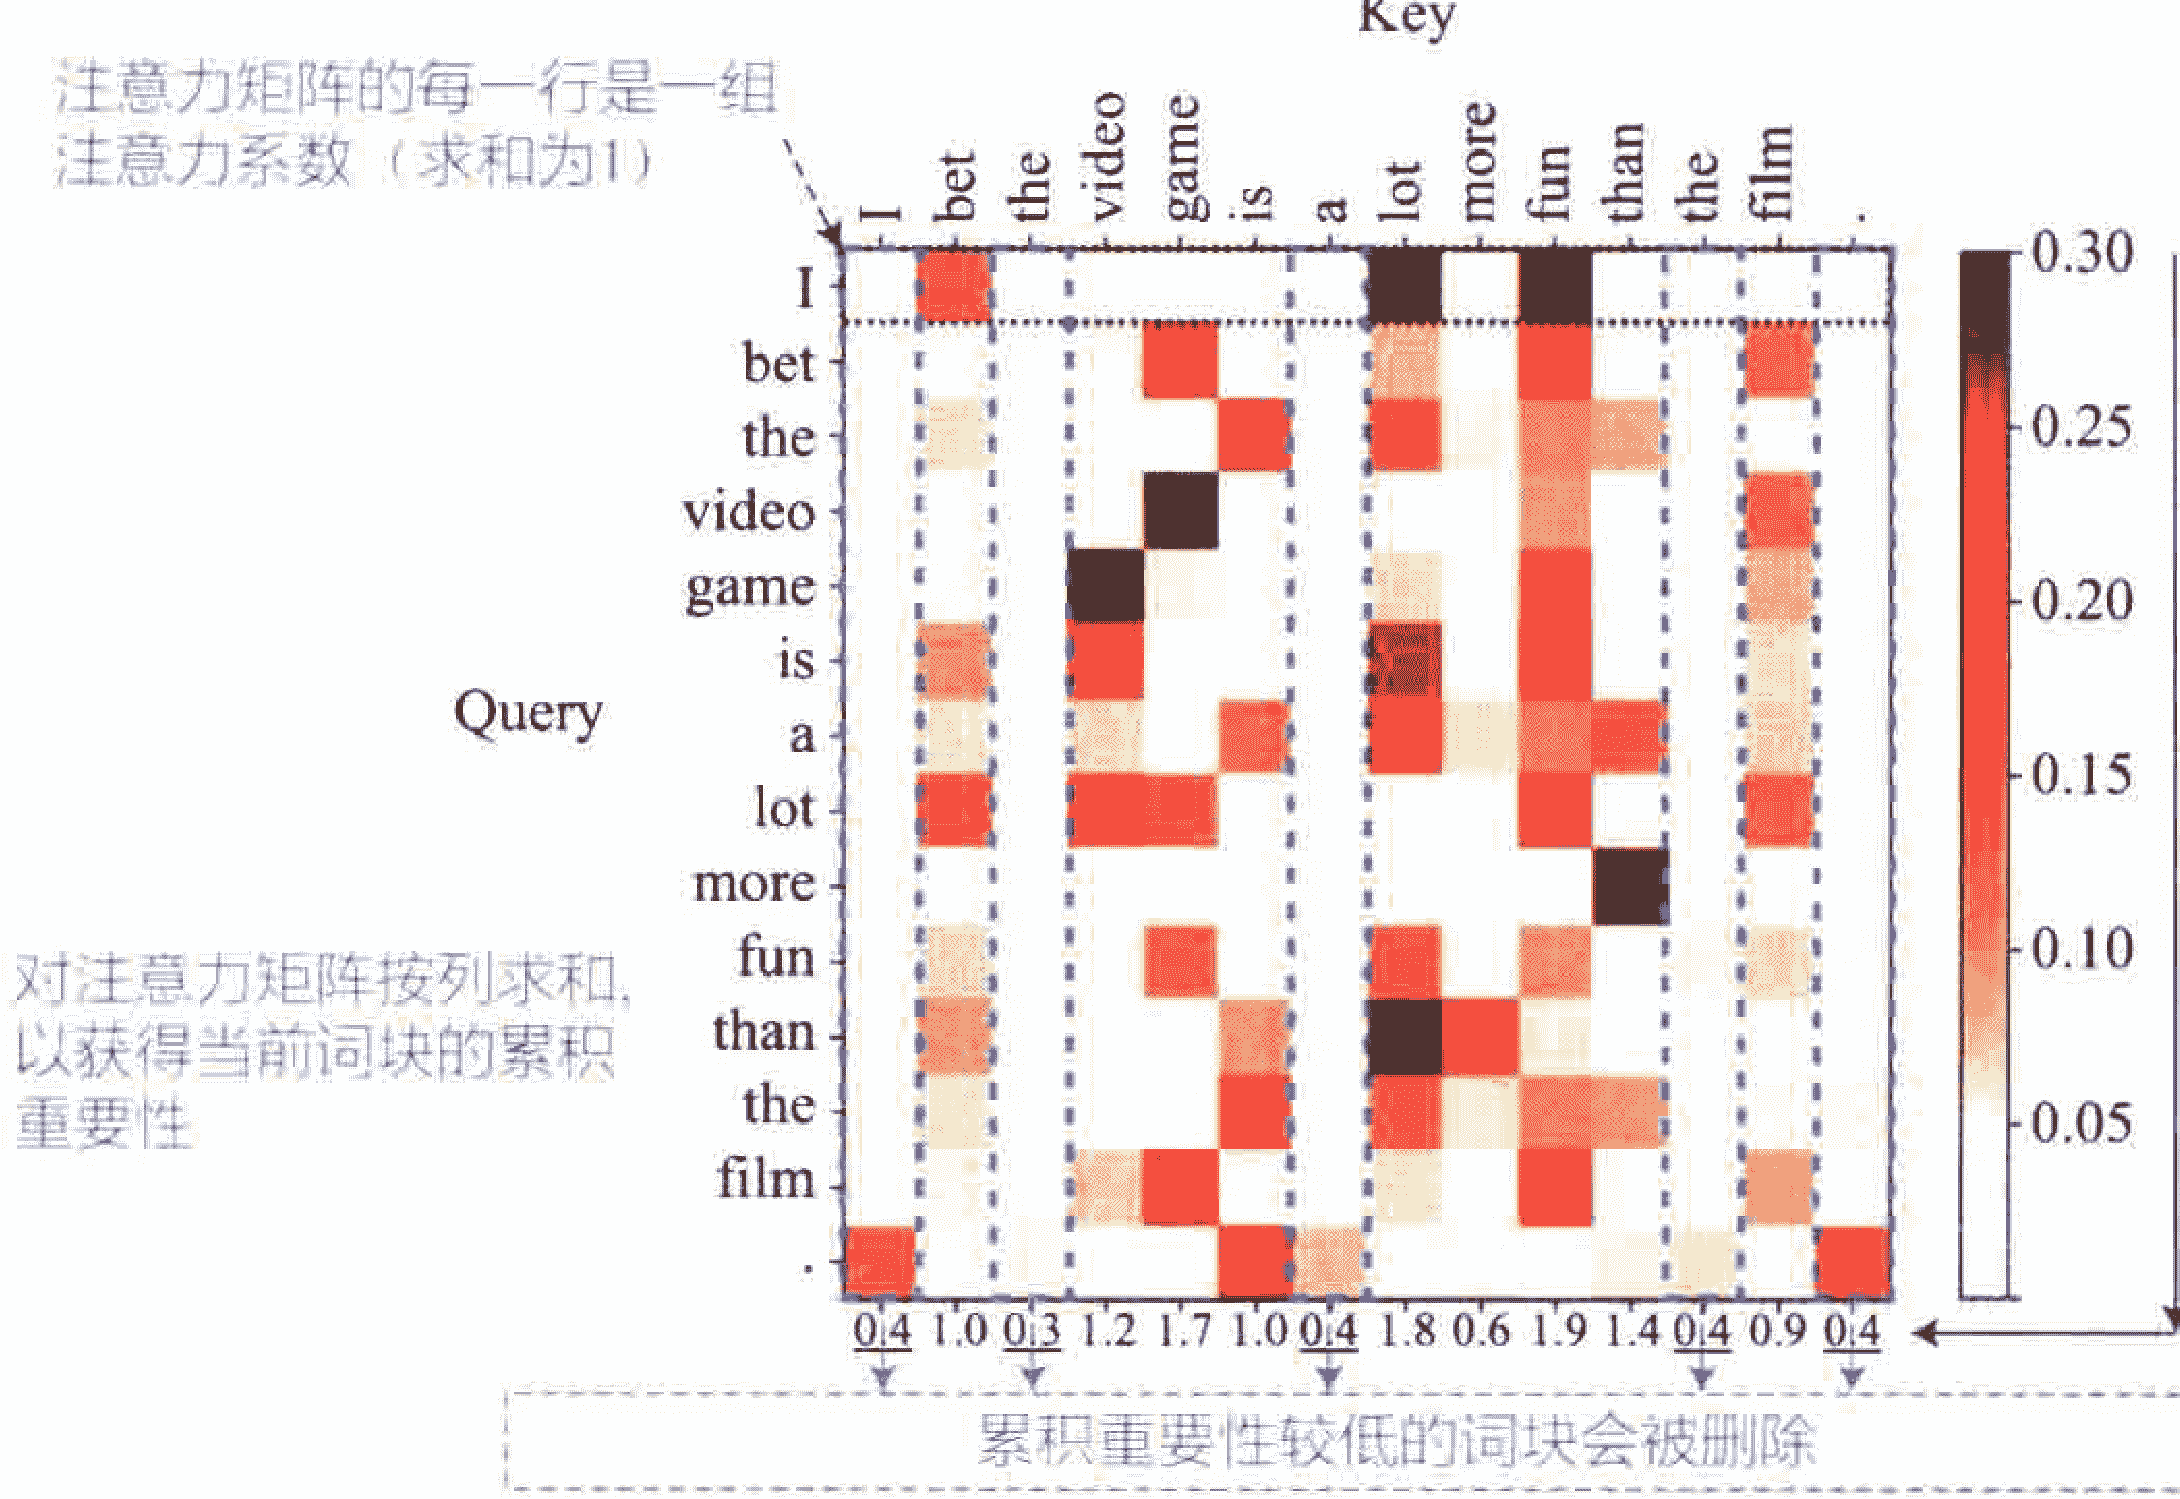 Key
注意力矩阵的每一行是一组
注意力系数（求和为1）
I bet the video game is a lot more fun than the film .
I
bet
the
video
game
is
a
lot
more
fun
than
the
film
.
Query
对注意力矩阵按列求和,
以获得当前词块的累积
重要性
0.30
0.25
0.20
0.15
0.10
0.05
0.4 1.0 0.3 1.2 1.7 1.0 0.4 1.8 0.6 1.9 1.4 0.4 0.9 0.4
累积重要性较低的词块会被删除